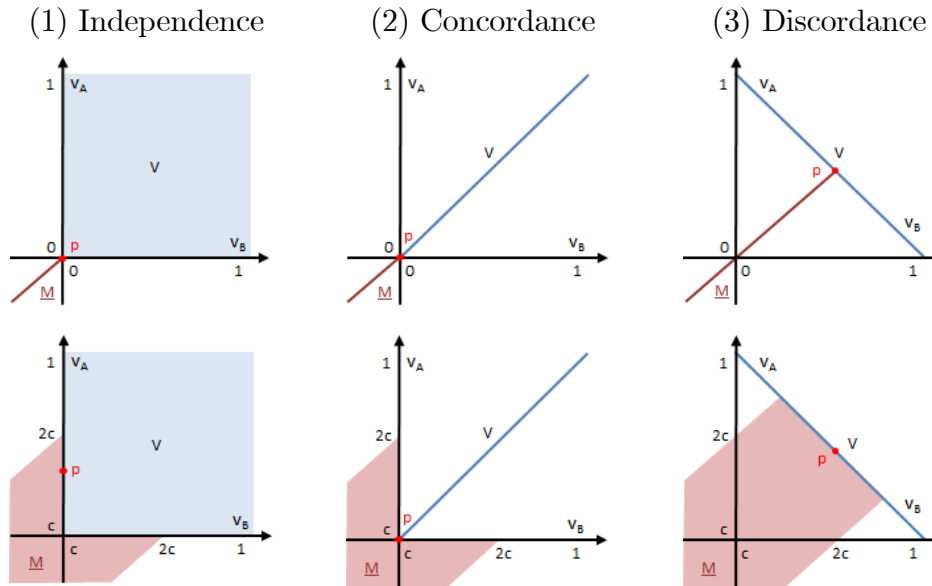 (1) Independence
(2) Concordance
(3) Discordance
1
v_A
V
0
p
v_B
0
1
M
1
v_A
V
0
p
v_B
0
1
M
1
v_A
V
p
0
v_B
0
1
M
1
v_A
2c
V
p
c
v_B
c
2c
1
M
1
v_A
2c
V
p
c
v_B
c
2c
1
M
1
v_A
2c
V
p
c
v_B
c
2c
1
M